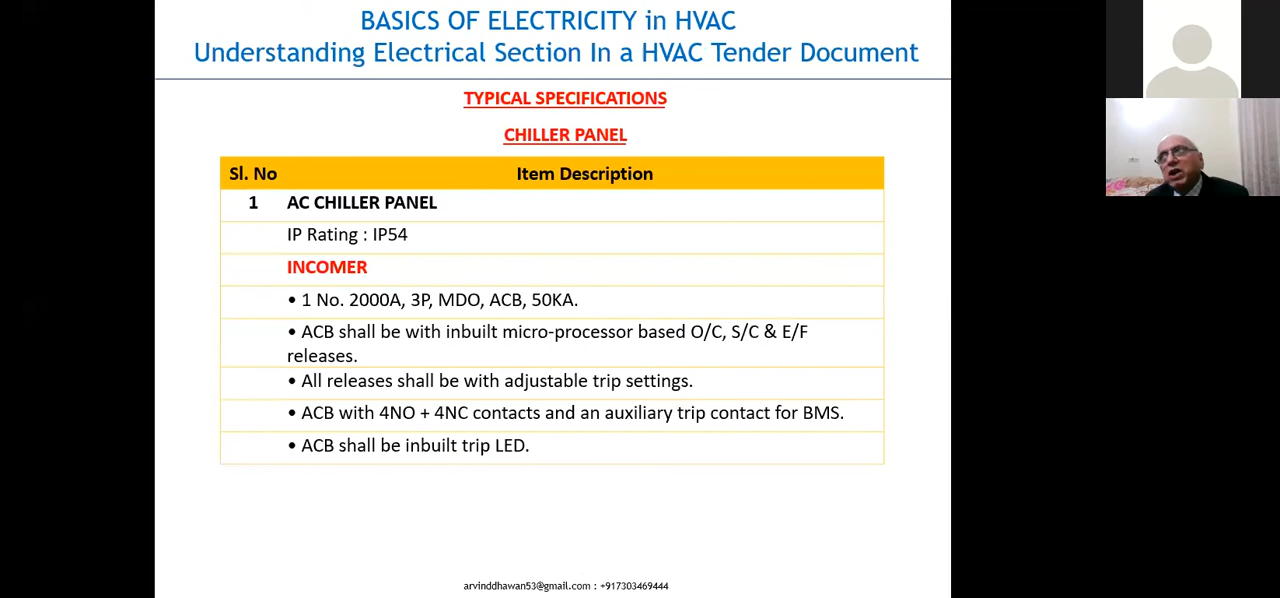 BASICS OF ELECTRICITY in HVAC
Understanding Electrical Section In a HVAC Tender Document
TYPICAL SPECIFICATIONS
CHILLER PANEL
Sl. No Item Description
1 AC CHILLER PANEL
IP Rating : IP54
INCOMER
• 1 No. 2000A, 3P, MDO, ACB, 50KA.
• ACB shall be with inbuilt micro-processor based O/C, S/C & E/F
releases.
• All releases shall be with adjustable trip settings.
• ACB with 4NO + 4NC contacts and an auxiliary trip contact for BMS.
• ACB shall be inbuilt trip LED.
arvinddhawan53@gmail.com : +917303469444